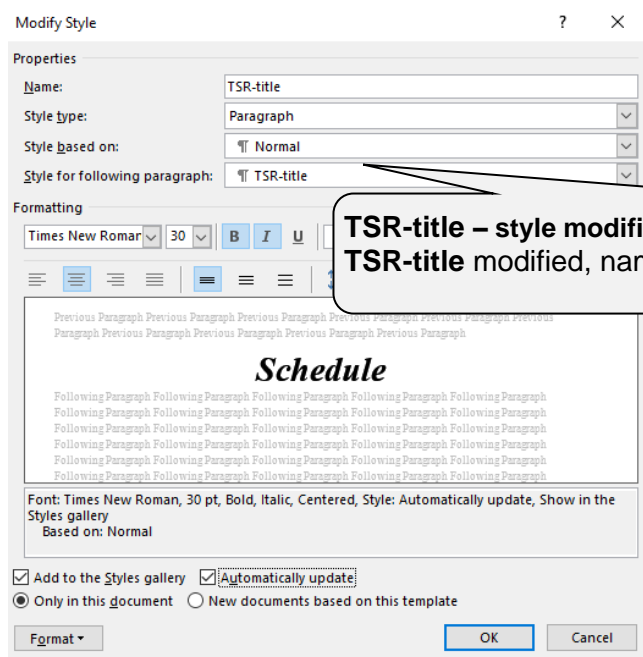 Modify Style ? ×
Properties
Name: TSR-title
Style type: Paragraph
Style based on: ¶ Normal
Style for following paragraph: ¶ TSR-title
Formatting
Times New Romar 30 B I U
TSR-title – style modifi
TSR-title modified, nar
Previous Paragraph Previous Paragraph Previous Paragraph Previous Paragraph Previous Paragraph Previous
Paragraph Previous Paragraph Previous Paragraph Previous Paragraph Previous Paragraph
Schedule
Following Paragraph Following Paragraph Following Paragraph Following Paragraph Following Paragraph
Following Paragraph Following Paragraph Following Paragraph Following Paragraph Following Paragraph
Following Paragraph Following Paragraph Following Paragraph Following Paragraph Following Paragraph
Following Paragraph Following Paragraph Following Paragraph Following Paragraph Following Paragraph
Following Paragraph Following Paragraph Following Paragraph Following Paragraph Following Paragraph
Following Paragraph Following Paragraph Following Paragraph Following Paragraph Following Paragraph
Font: Times New Roman, 30 pt, Bold, Italic, Centered, Style: Automatically update, Show in the
Styles gallery
Based on: Normal
Add to the Styles gallery Automatically update
Only in this document New documents based on this template
Format OK Cancel